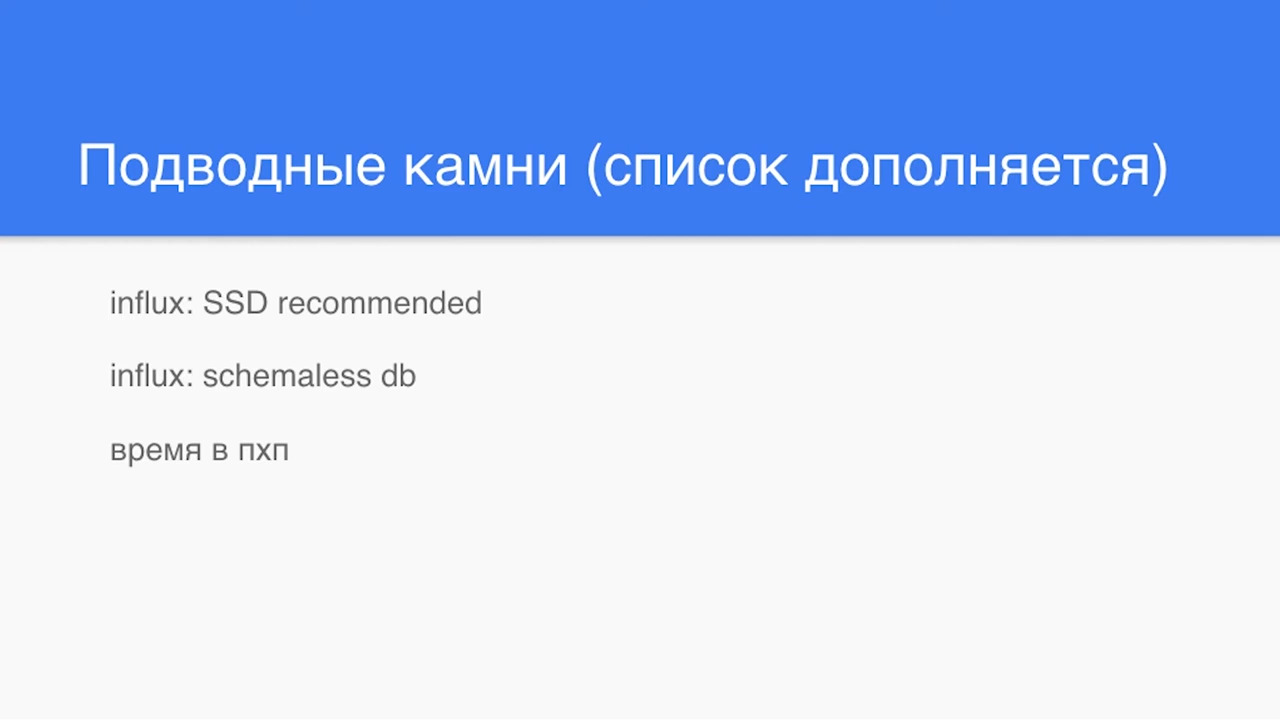 Подводные камни (список дополняется)
influx: SSD recommended
influx: schemaless db
время в пхп